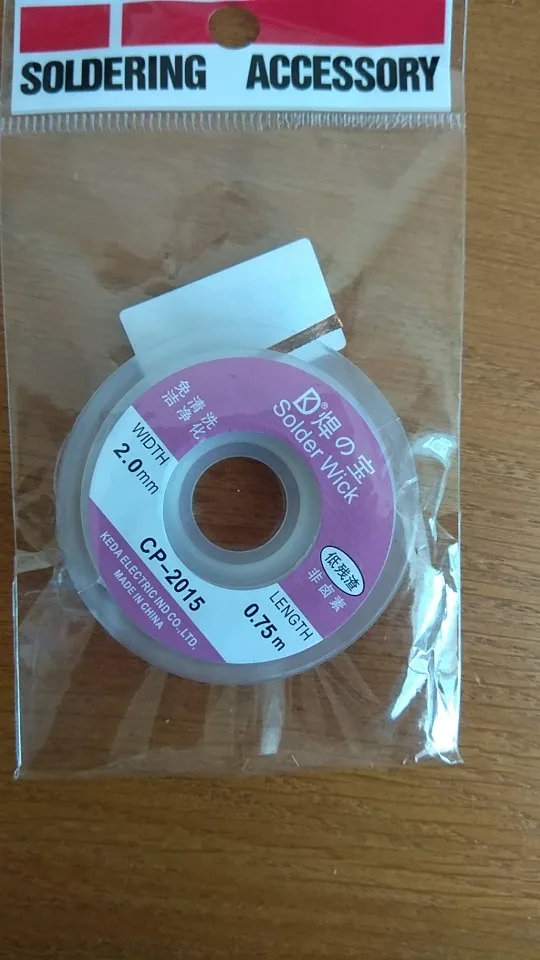 SOLDERING ACCESSORY
免清洗
洁净化
WIDTH
2.0mm
®焊の宝
Solder Wick
低残渣
非卤素
CP-2015
LENGTH
0.75m
KEDA ELECTRIC.IND CO.,LTD.
MADE IN CHINA